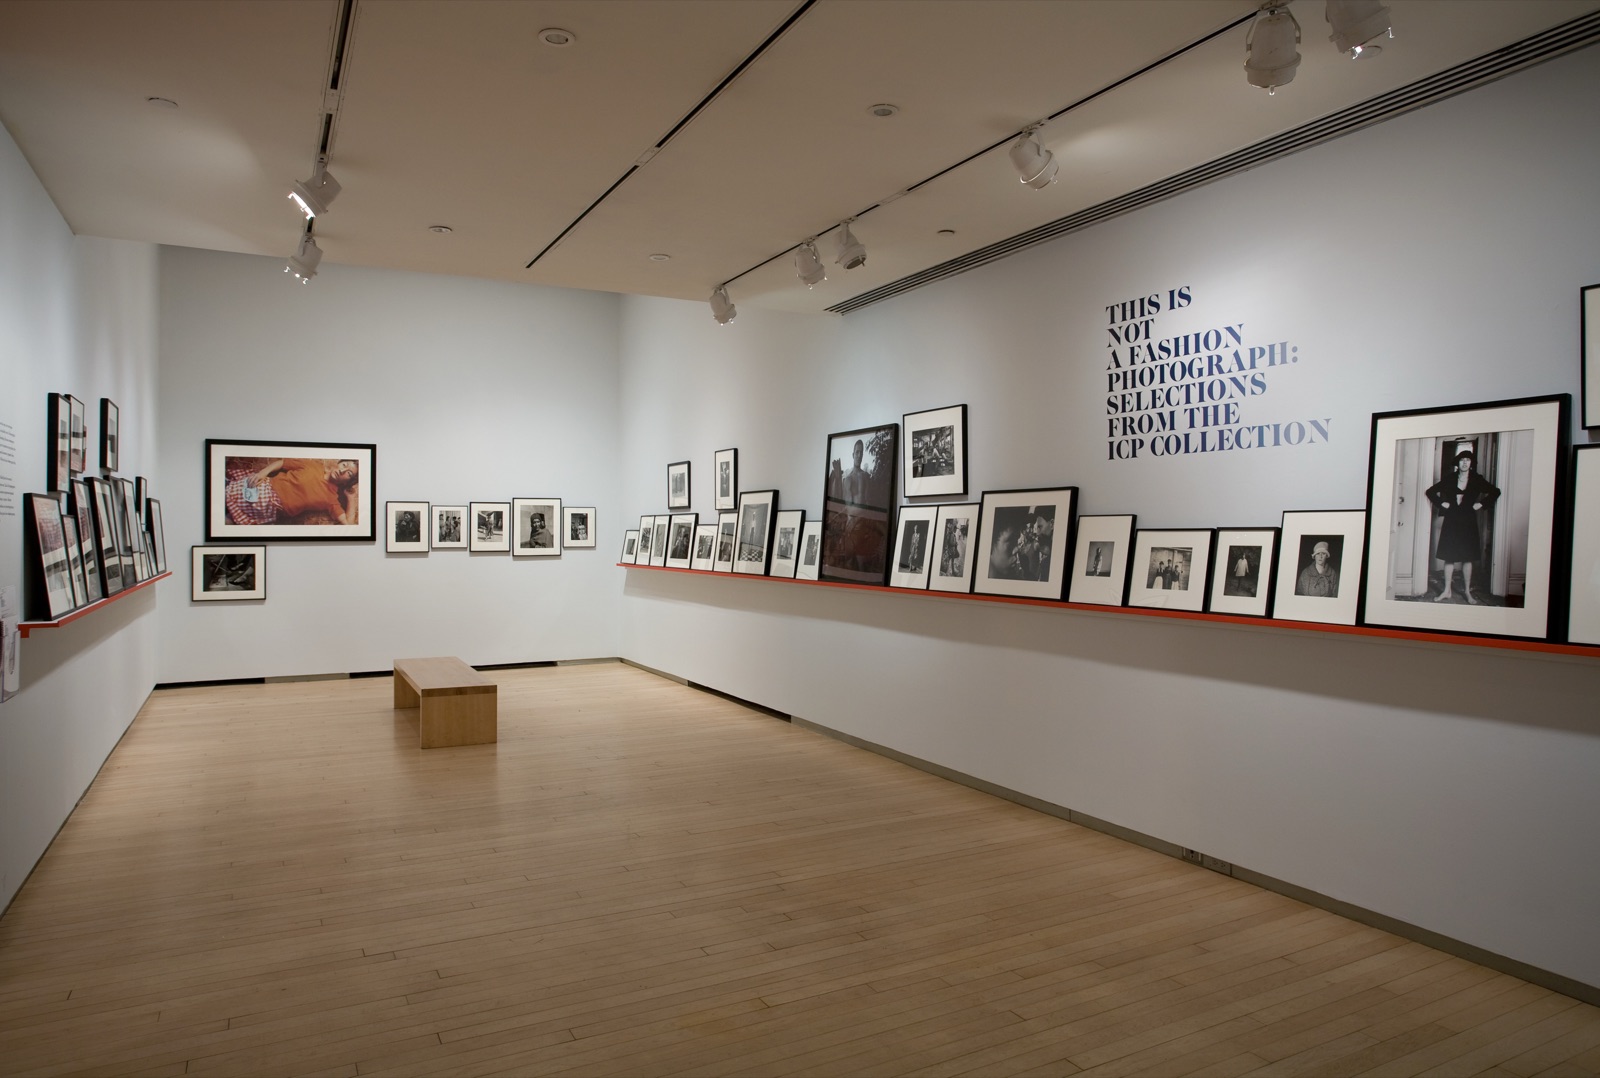 THIS IS
NOT
A FASHION
PHOTOGRAPH:
SELECTIONS
FROM THE
ICP COLLECTION